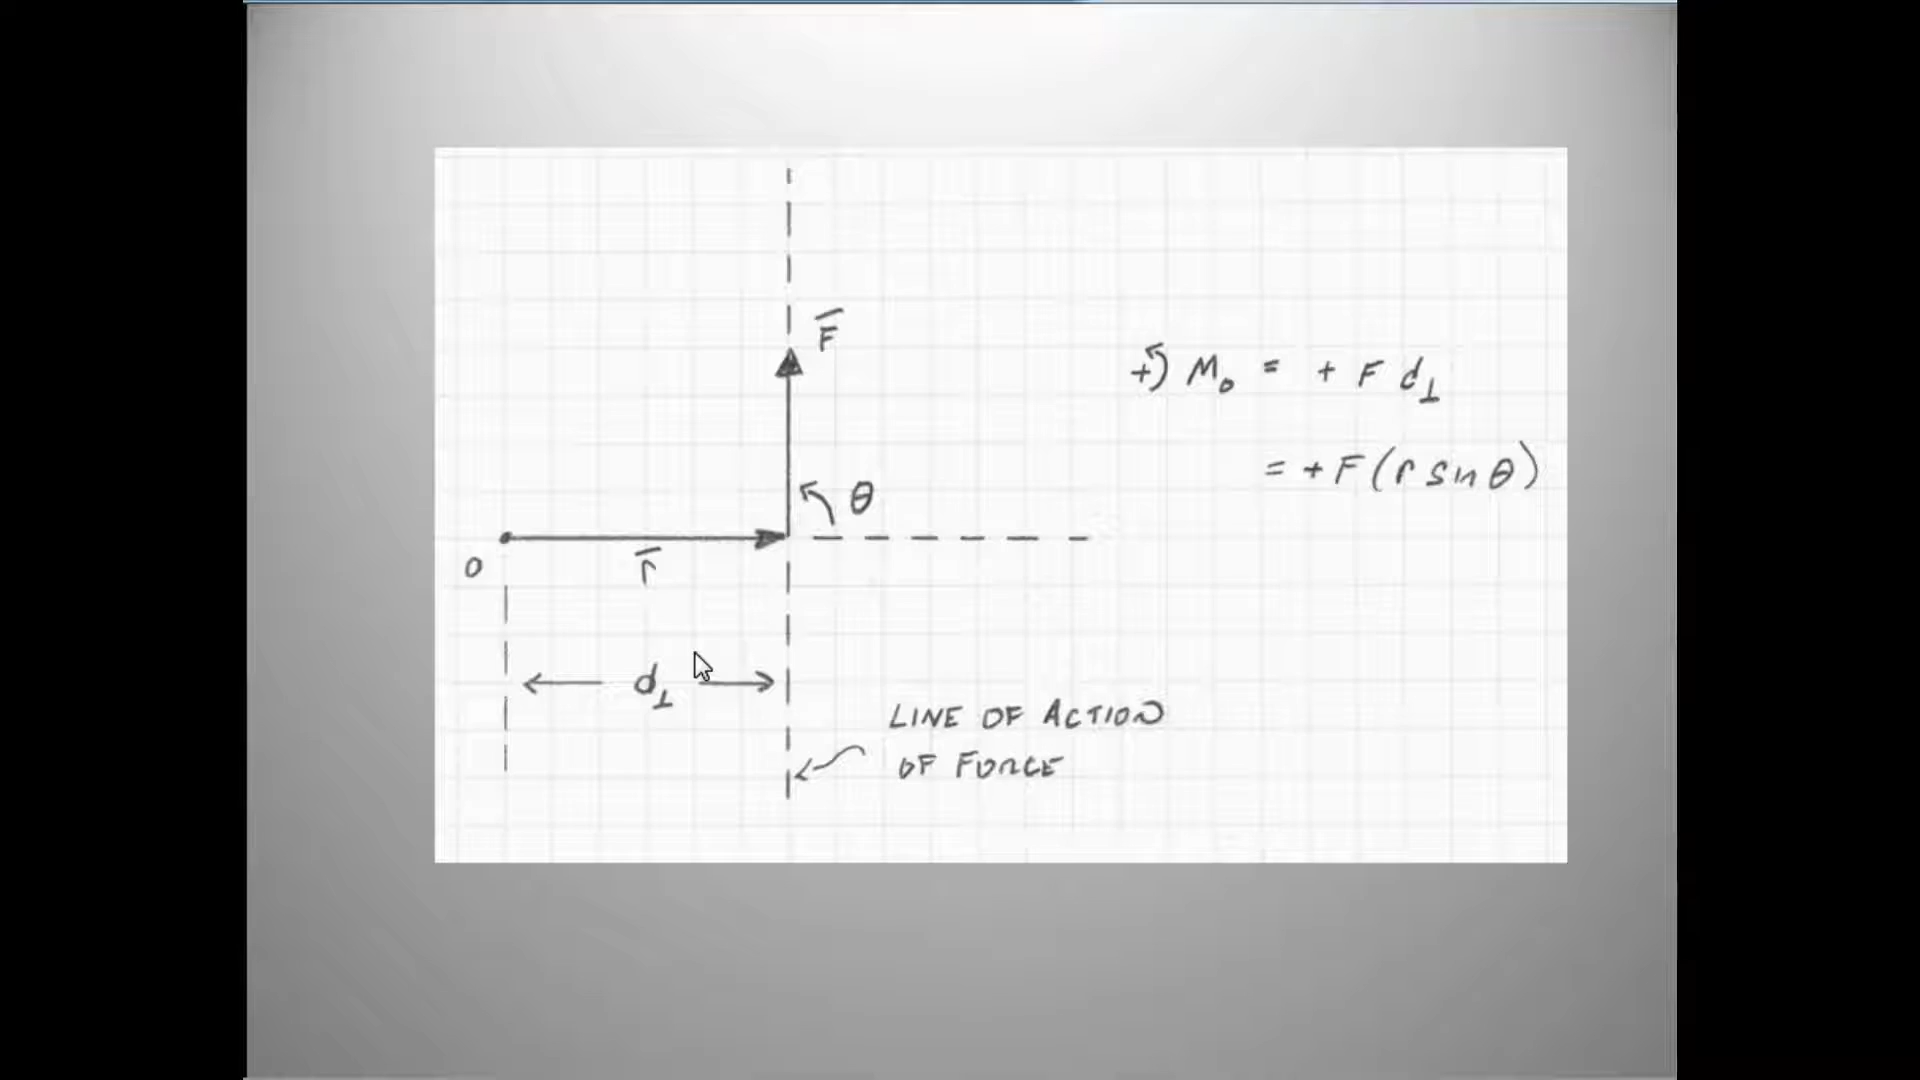 F̅
+) M₀ = + F d⊥
= + F (r sin θ)
θ
O
r̅
d⊥
LINE OF ACTION
OF FORCE